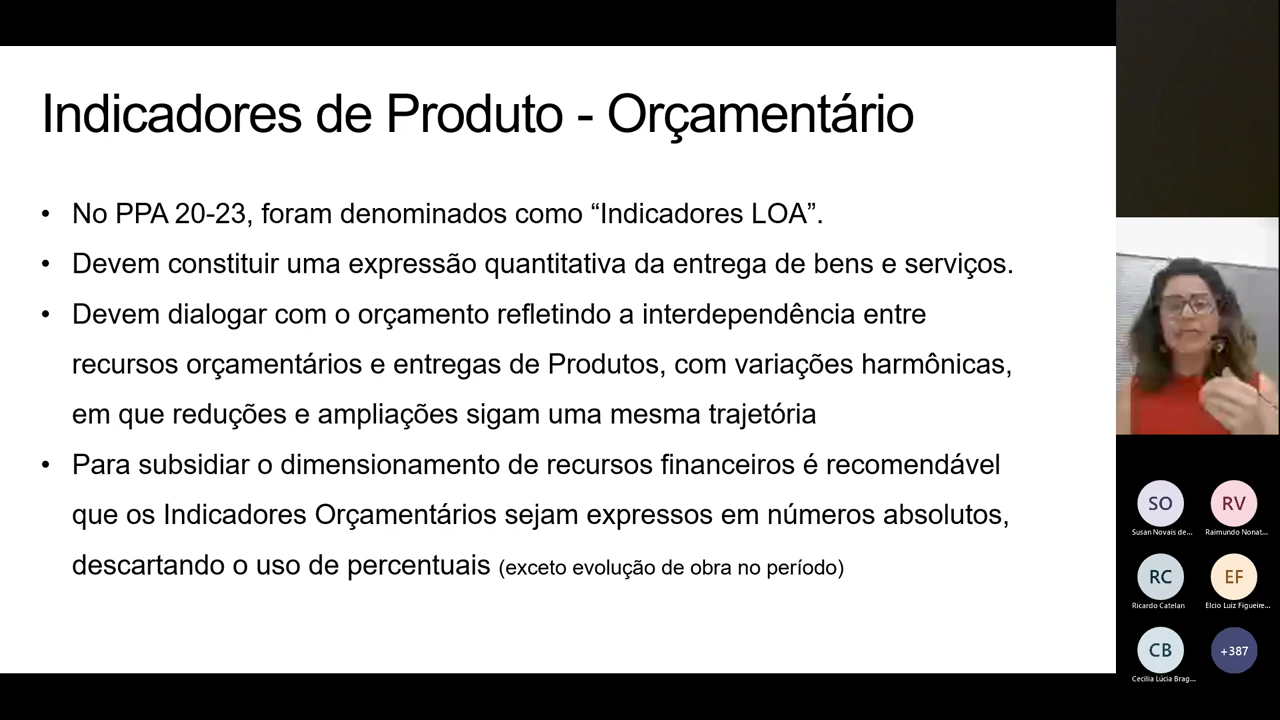 Indicadores de Produto - Orçamentário
• No PPA 20-23, foram denominados como “Indicadores LOA”.
• Devem constituir uma expressão quantitativa da entrega de bens e serviços.
• Devem dialogar com o orçamento refletindo a interdependência entre
recursos orçamentários e entregas de Produtos, com variações harmônicas,
em que reduções e ampliações sigam uma mesma trajetória
• Para subsidiar o dimensionamento de recursos financeiros é recomendável
que os Indicadores Orçamentários sejam expressos em números absolutos,
descartando o uso de percentuais (exceto evolução de obra no período)
SO
RV
Susan Novais de...
Raimundo Nonat...
RC
EF
Ricardo Catelan
Elcio Luiz Figueire...
CB
+387
Cecilia Lúcia Brag...